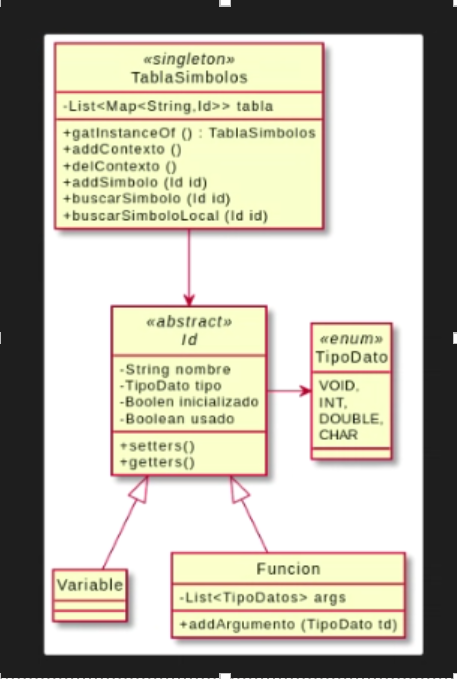 «singleton»
TablaSimbolos
-List<Map<String,Id>> tabla
+gatInstanceOf () : TablaSimbolos
+addContexto ()
+delContexto ()
+addSimbolo (Id id)
+buscarSimbolo (Id id)
+buscarSimboloLocal (Id id)
«abstract»
Id
-String nombre
-TipoDato tipo
-Boolen inicializado
-Boolean usado
+setters()
+getters()
«enum»
TipoDato
VOID,
INT,
DOUBLE,
CHAR
Variable
Funcion
-List<TipoDatos> args
+addArgumento (TipoDato td)